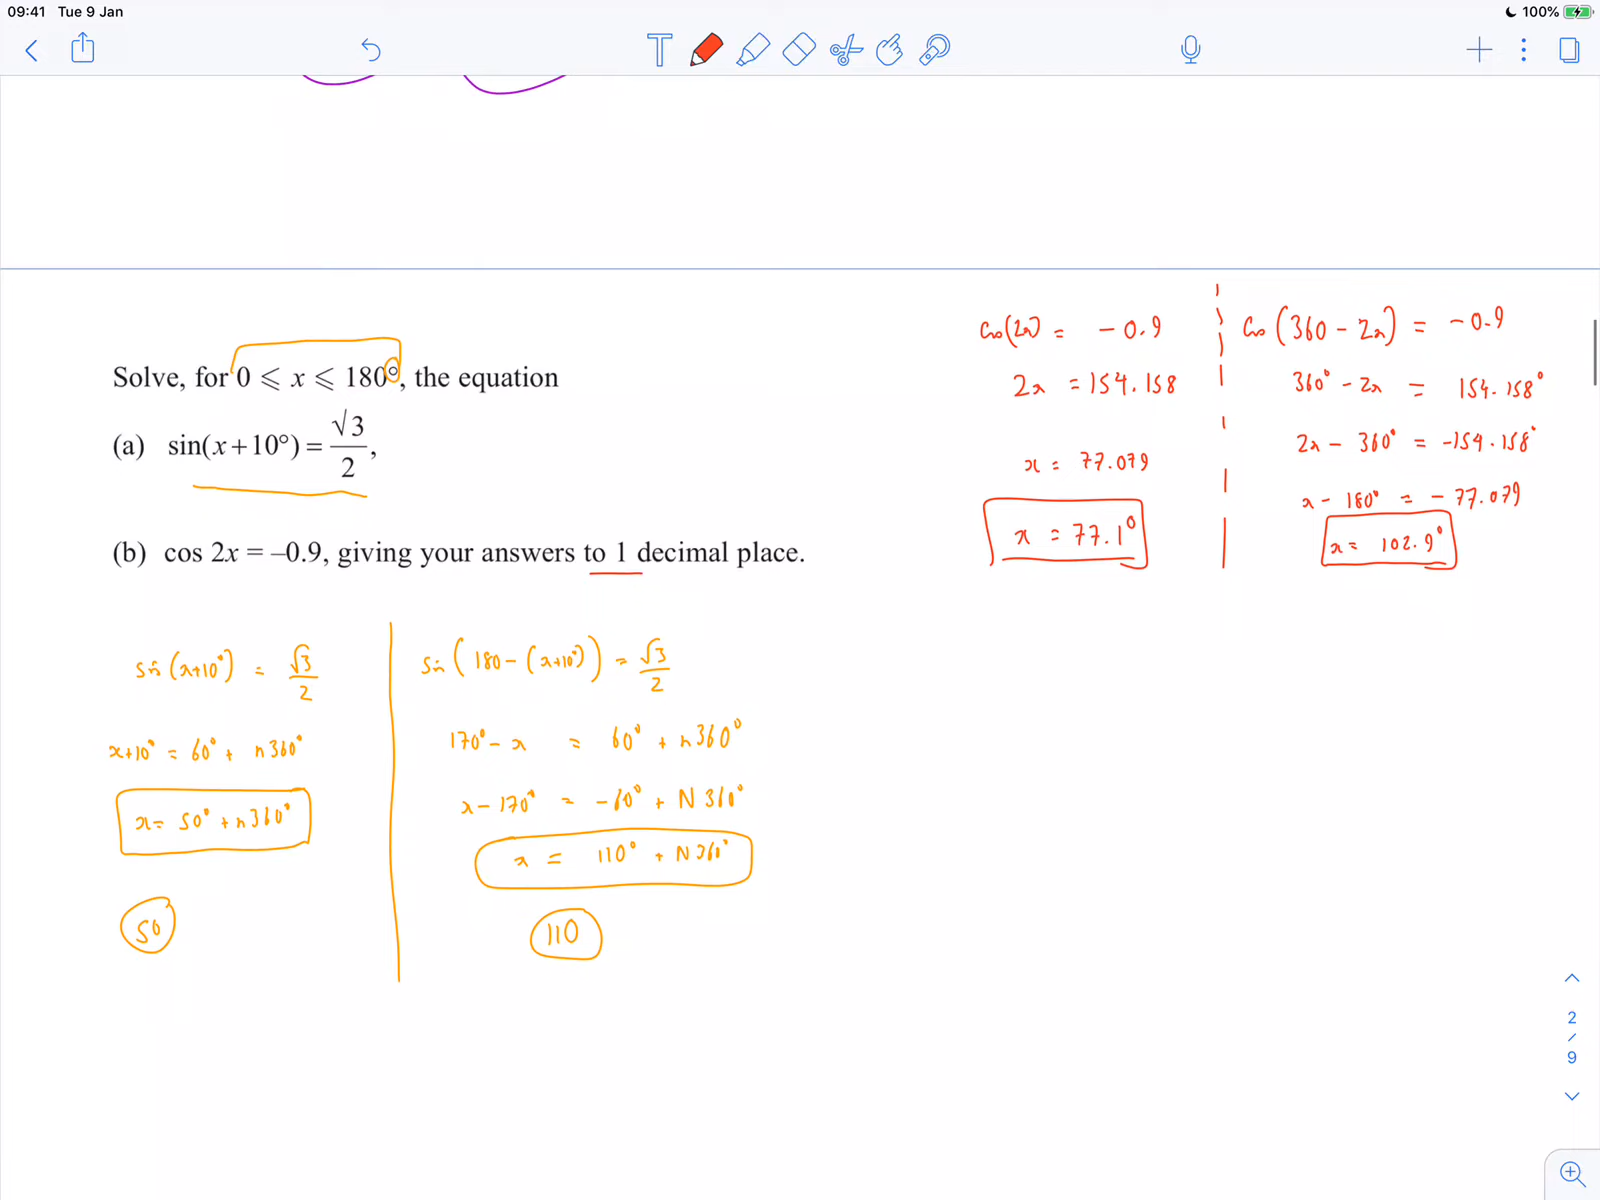 09:41 Tue 9 Jan
100%
T
Solve, for 0 ⩽ x ⩽ 180°, the equation
(a) sin(x+10°) = √3/2,
(b) cos 2x = –0.9, giving your answers to 1 decimal place.
sin (x+10°) = √3/2
x+10° = 60° + n360°
x = 50° + n360°
50
sin (180 - (x+10°)) = √3/2
170° - x = 60° + n360°
x - 170° = -60° + N360°
x = 110° + N360°
110
Cos(2x) = -0.9
2x = 154.158
x = 77.079
x = 77.1°
Cos (360 - 2x) = -0.9
360° - 2x = 154.158°
2x - 360° = -154.158°
x - 180° = -77.079
x = 102.9°
2
/
9